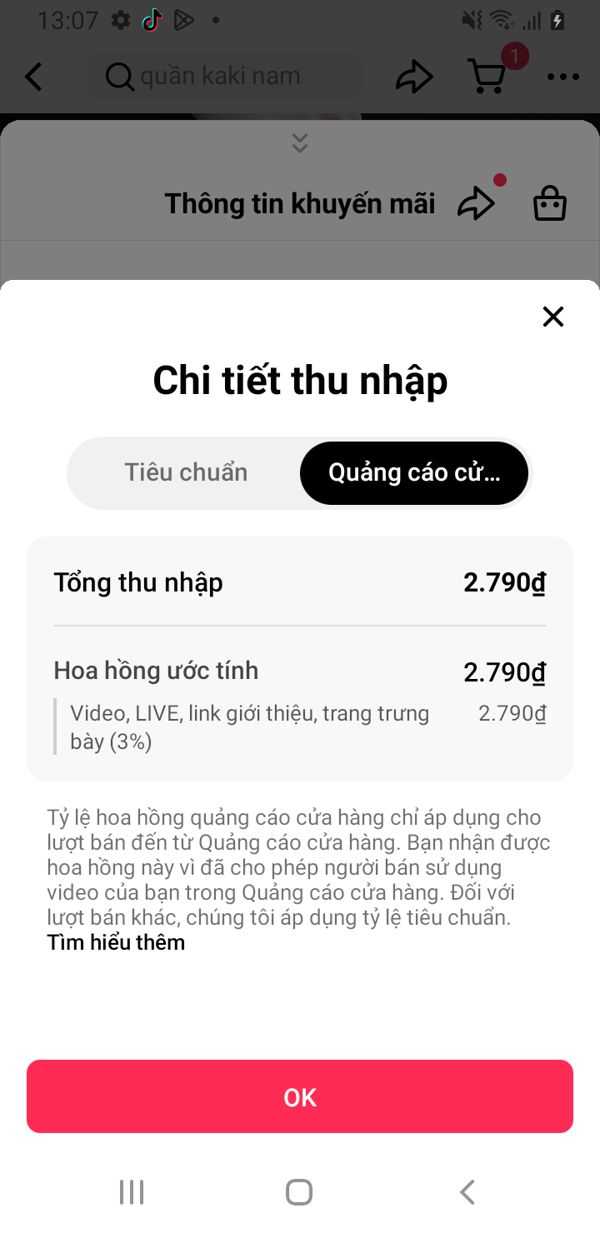 13:07
quần kaki nam
1
Thông tin khuyến mãi
Chi tiết thu nhập
Tiêu chuẩn
Quảng cáo cử...
Tổng thu nhập 2.790₫
Hoa hồng ước tính 2.790₫
Video, LIVE, link giới thiệu, trang trưng 2.790₫
bày (3%)
Tỷ lệ hoa hồng quảng cáo cửa hàng chỉ áp dụng cho
lượt bán đến từ Quảng cáo cửa hàng. Bạn nhận được
hoa hồng này vì đã cho phép người bán sử dụng
video của bạn trong Quảng cáo cửa hàng. Đối với
lượt bán khác, chúng tôi áp dụng tỷ lệ tiêu chuẩn.
Tìm hiểu thêm
OK